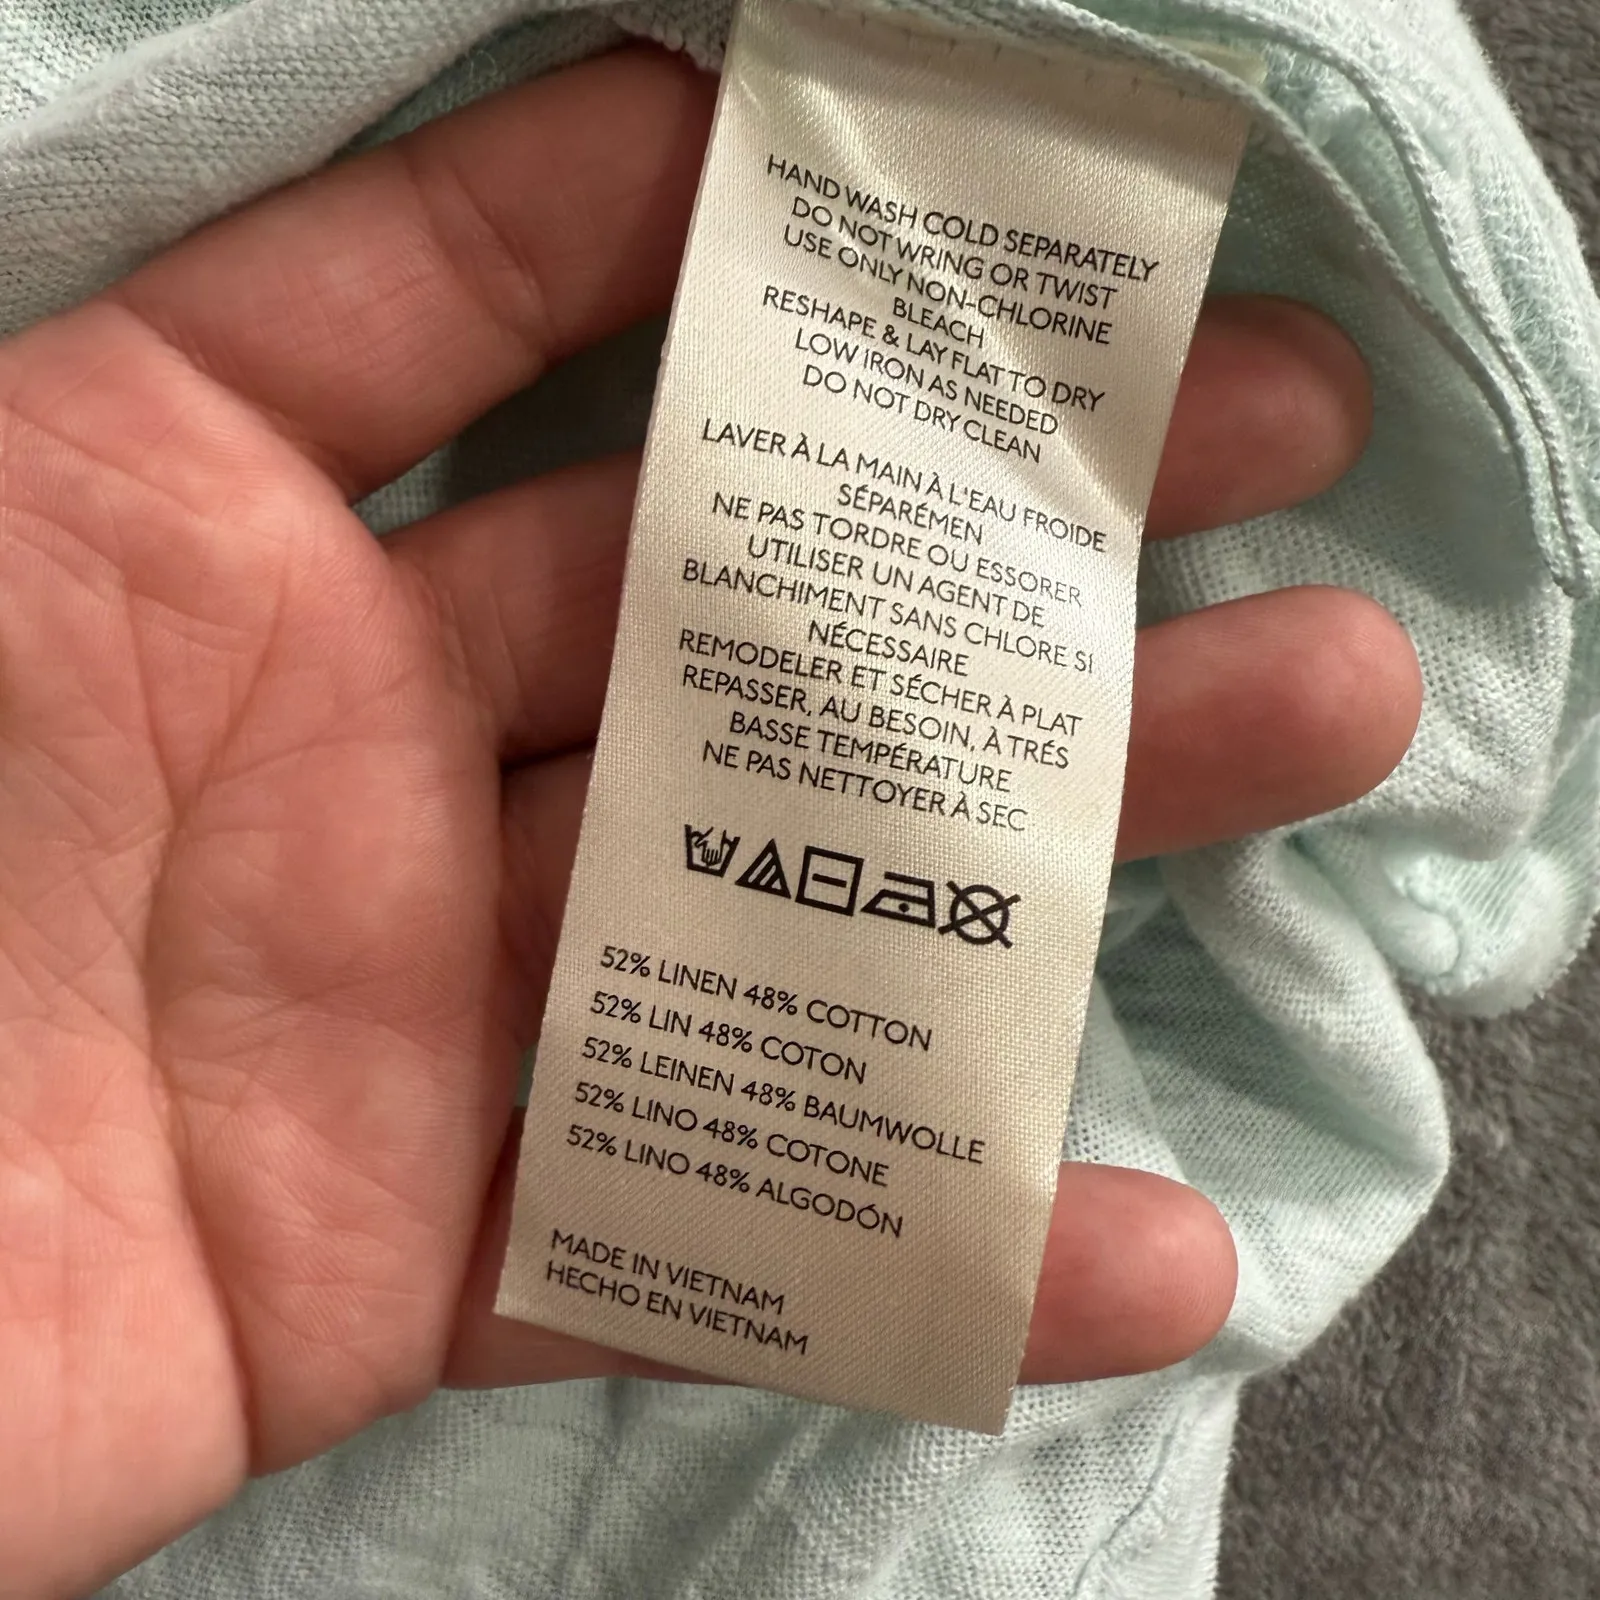 HAND WASH COLD SEPARATELY
DO NOT WRING OR TWIST
USE ONLY NON-CHLORINE
BLEACH
RESHAPE & LAY FLAT TO DRY
LOW IRON AS NEEDED
DO NOT DRY CLEAN
LAVER À LA MAIN À L'EAU FROIDE
SÉPARÉMEN
NE PAS TORDRE OU ESSORER
UTILISER UN AGENT DE
BLANCHIMENT SANS CHLORE SI
NÉCESSAIRE
REMODELER ET SÉCHER À PLAT
REPASSER, AU BESOIN, À TRÉS
BASSE TEMPÉRATURE
NE PAS NETTOYER À SEC
52% LINEN 48% COTTON
52% LIN 48% COTON
52% LEINEN 48% BAUMWOLLE
52% LINO 48% COTONE
52% LINO 48% ALGODÓN
MADE IN VIETNAM
HECHO EN VIETNAM